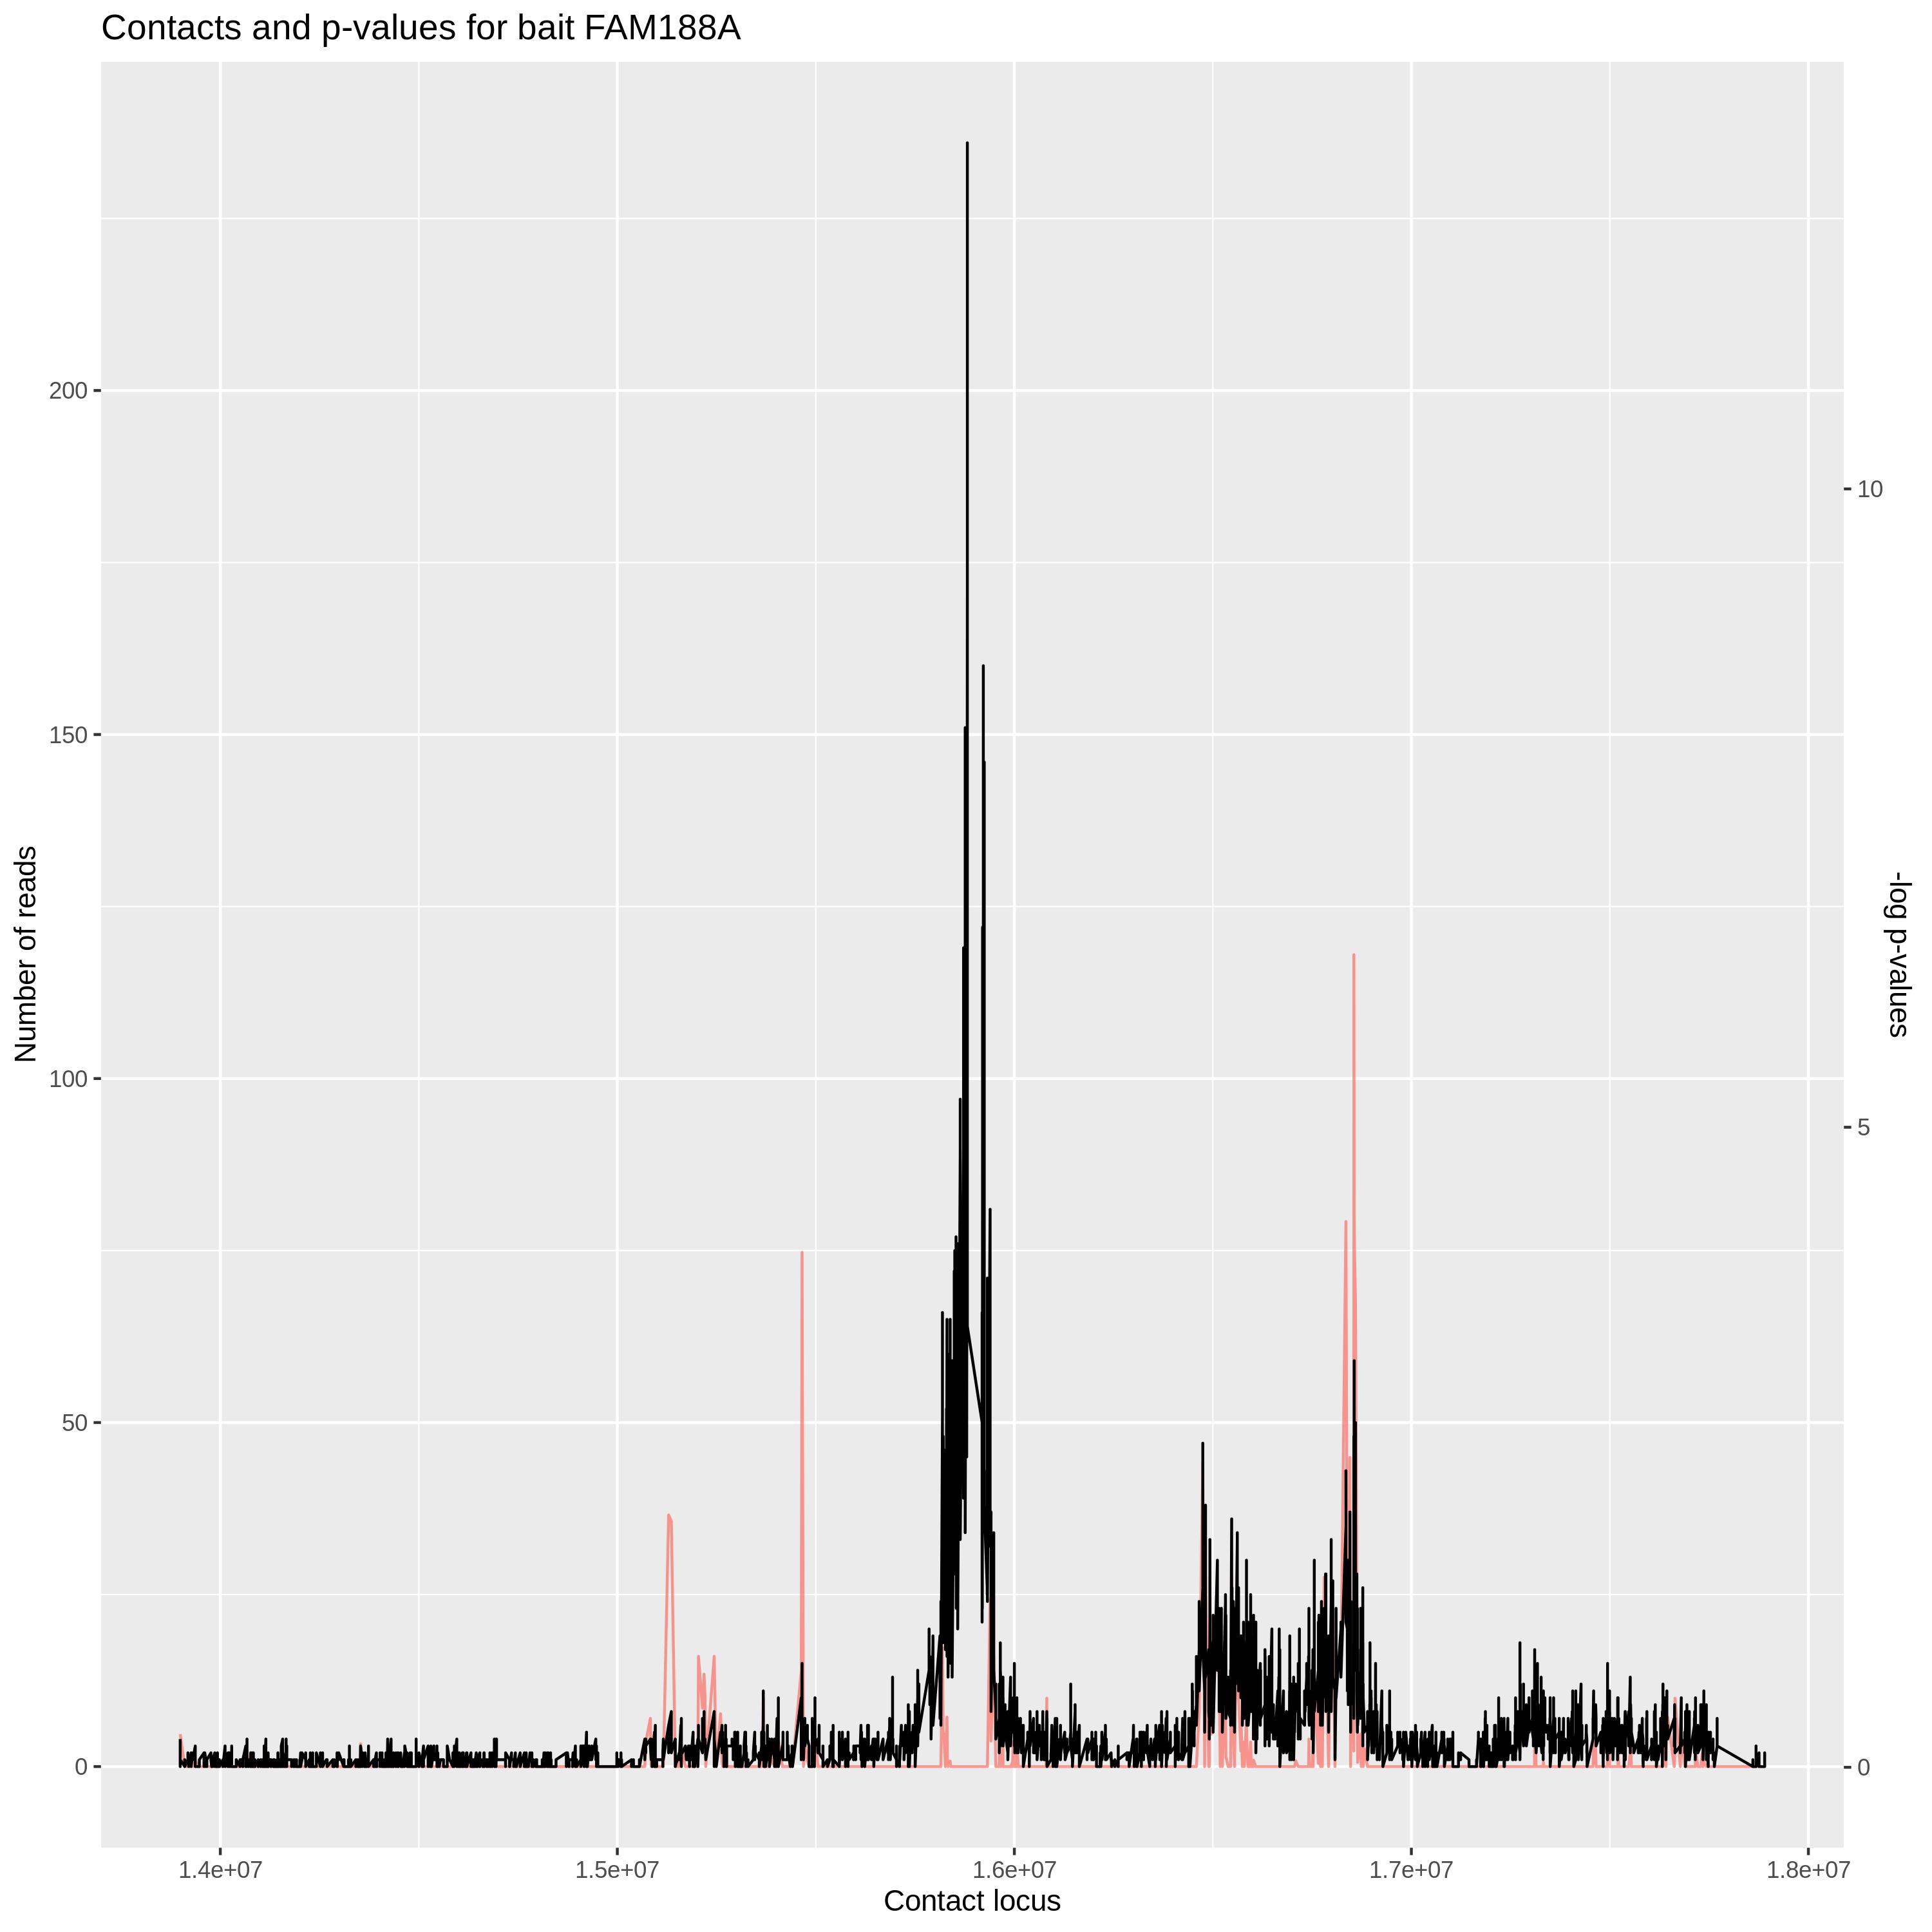 Contacts and p-values for bait FAM188A
200
150
100
50
0
Number of reads
10
5
0
-log p-values
1.4e+07 1.5e+07 1.6e+07 1.7e+07 1.8e+07
Contact locus